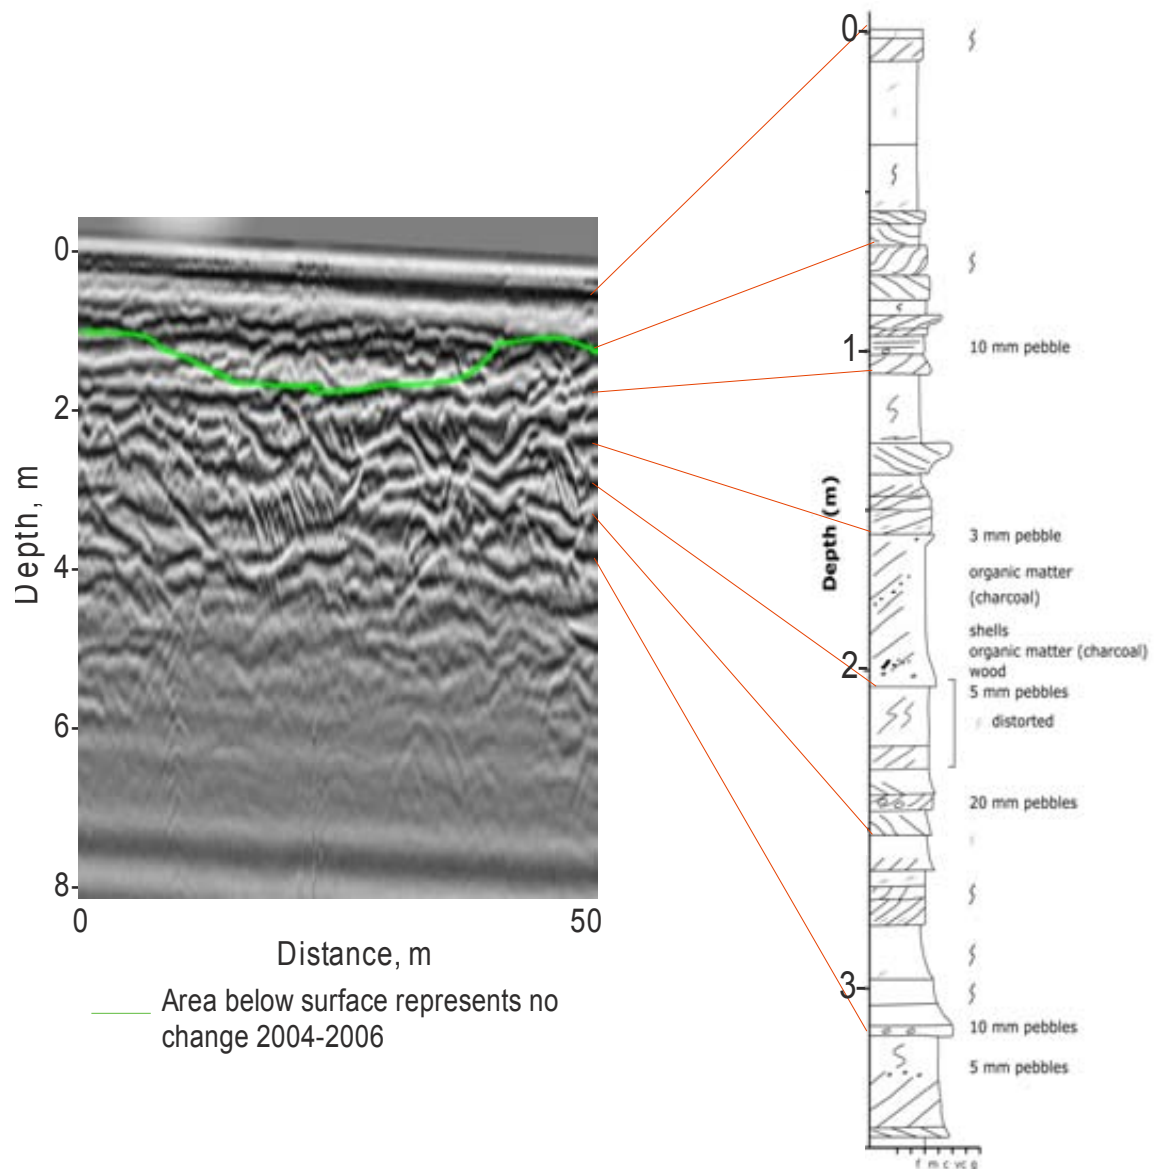 0
2
4
6
8
Depth, m
0
50
Distance, m
Area below surface represents no
change 2004-2006
0
1
2
3
Depth (m)
10 mm pebble
3 mm pebble
organic matter
(charcoal)
shells
organic matter (charcoal)
wood
5 mm pebbles
distorted
20 mm pebbles
10 mm pebbles
5 mm pebbles
f m c vc g